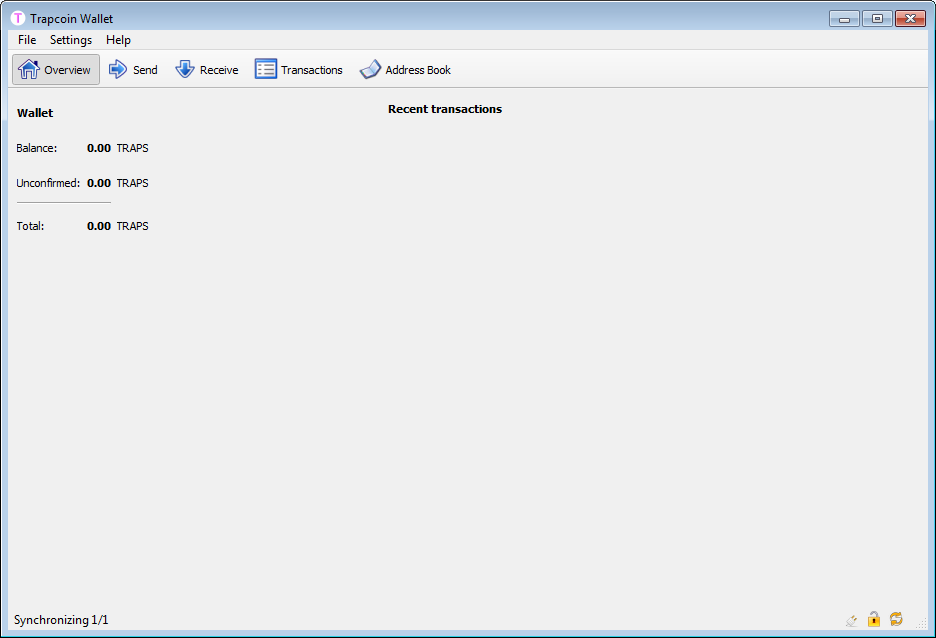 T Trapcoin Wallet
File Settings Help
Overview Send Receive Transactions Address Book
Wallet
Recent transactions
Balance: 0.00 TRAPS
Unconfirmed: 0.00 TRAPS
Total: 0.00 TRAPS
Synchronizing 1/1